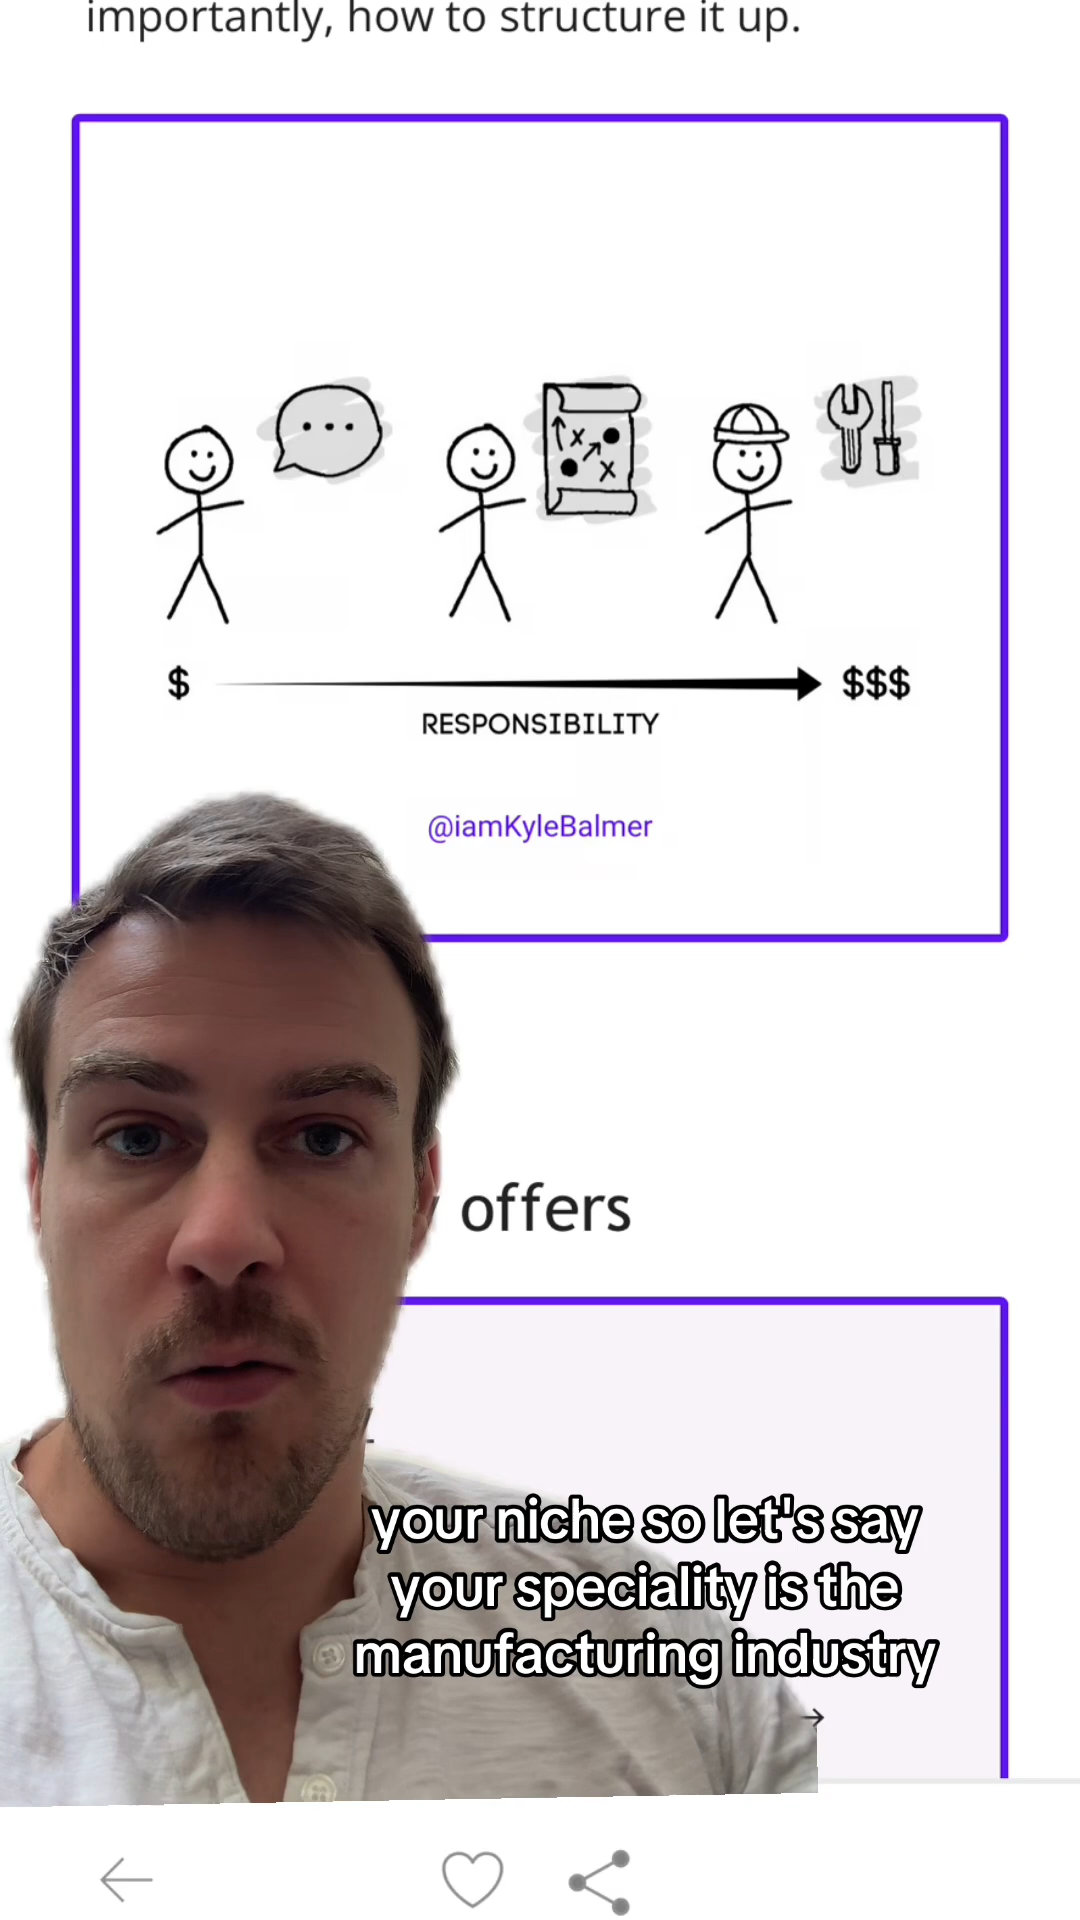 importantly, how to structure it up.
$
$$$
RESPONSIBILITY
@iamKyleBalmer
offers
your niche so let's say
your speciality is the
manufacturing industry